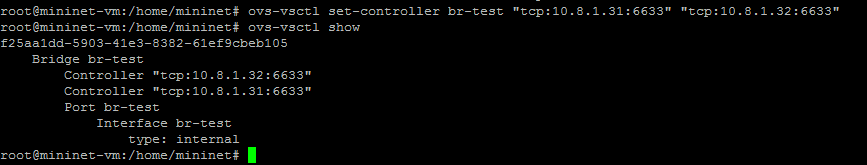 root@mininet-vm:/home/mininet# ovs-vsctl set-controller br-test "tcp:10.8.1.31:6633" "tcp:10.8.1.32:6633"
root@mininet-vm:/home/mininet# ovs-vsctl show
f25aa1dd-5903-41e3-8382-61ef9cbeb105
    Bridge br-test
        Controller "tcp:10.8.1.32:6633"
        Controller "tcp:10.8.1.31:6633"
        Port br-test
            Interface br-test
                type: internal
root@mininet-vm:/home/mininet#